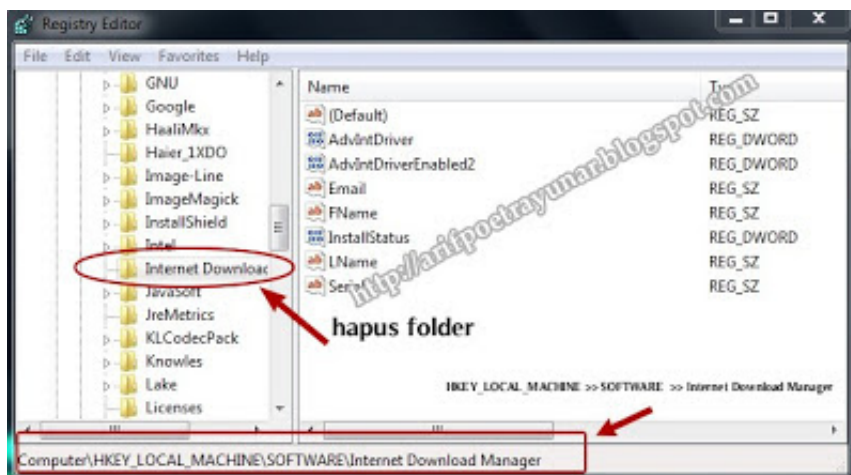 Registry Editor
File Edit View Favorites Help
GNU
Google
HaaliMkx
Haier_1XDO
Image-Line
ImageMagick
InstallShield
Intel
Internet Downloac
JavaSoft
JreMetrics
KLCodecPack
Knowles
Lake
Licenses
Name
(Default) REG_SZ
AdvIntDriver REG_DWORD
AdvIntDriverEnabled2 REG_DWORD
Email REG_SZ
FName REG_SZ
InstallStatus REG_DWORD
LName REG_SZ
REG_SZ
http://arifpoetrayunar.blogspot.com
hapus folder
HKEY_LOCAL_MACHINE >> SOFTWARE >> Internet Download Manager
Computer\HKEY_LOCAL_MACHINE\SOFTWARE\Internet Download Manager